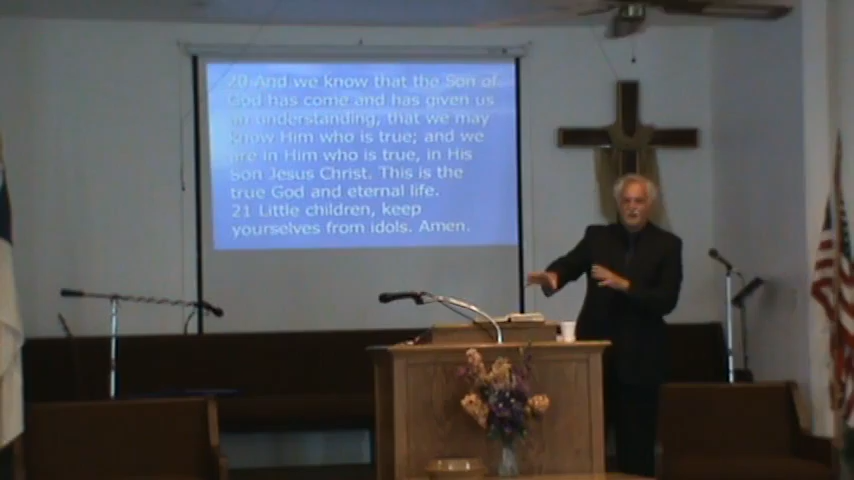 20 And we know that the Son of
God has come and has given us
an understanding, that we may
know Him who is true; and we
are in Him who is true, in His
Son Jesus Christ. This is the
true God and eternal life.
21 Little children, keep
yourselves from idols. Amen.